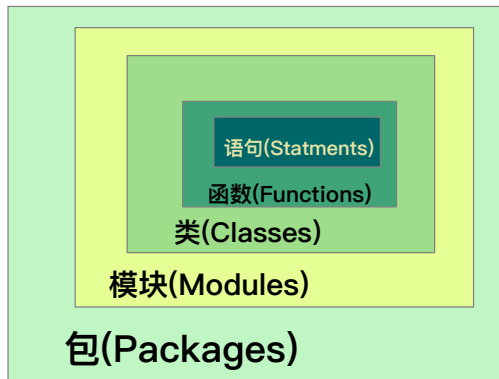 语句(Statments)
函数(Functions)
类(Classes)
模块(Modules)
包(Packages)